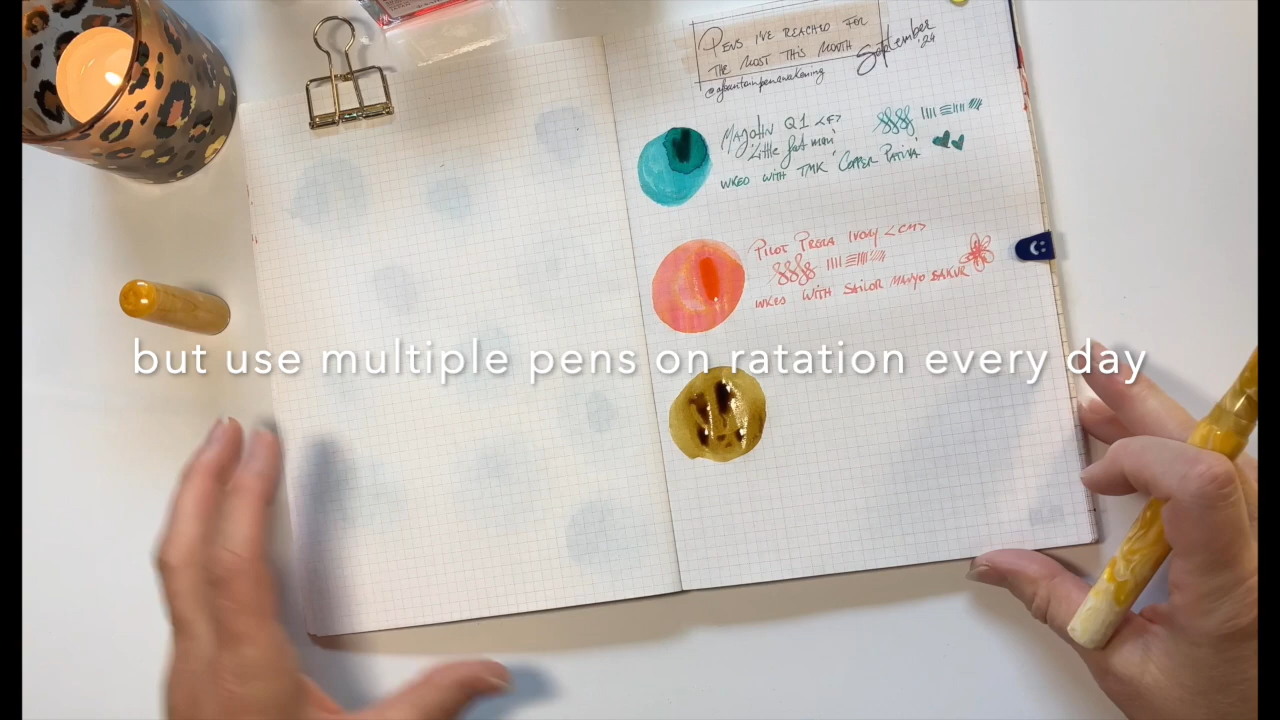 PENS I'VE REACHED FOR
THE MOST THIS MONTH
September '24
@afountainpenawakening
MAJOHN Q1 <F>
'Little fat man'
INKED WITH TMK 'COPPER PATINA'
PILOT PRERA IVORY <CM>
INKED WITH SAILOR MANYO SAKUR
but use multiple pens on ratation every day